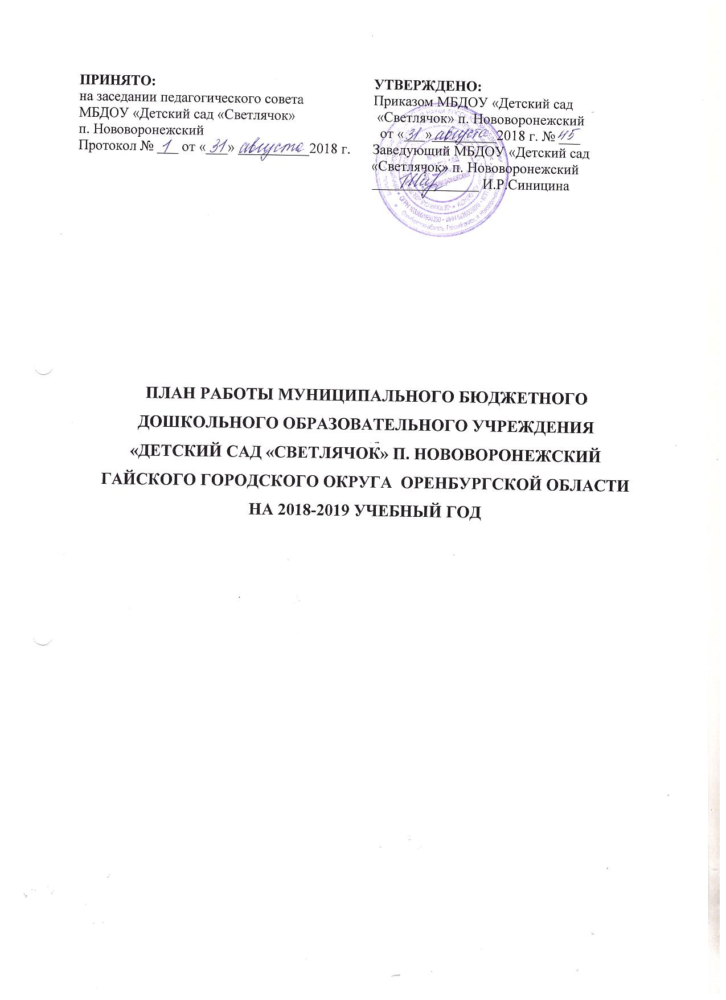 ПРИНЯТО:
на заседании педагогического совета
МБДОУ «Детский сад «Светлячок»
п. Нововоронежский
Протокол № 1 от «31» августа 2018 г.
УТВЕРЖДЕНО:
Приказом МБДОУ «Детский сад
«Светлячок» п. Нововоронежский
от «31» августа 2018 г. № 45
Заведующий МБДОУ «Детский сад
«Светлячок» п. Нововоронежский
И.Р.Синицина
ПЛАН РАБОТЫ МУНИЦИПАЛЬНОГО БЮДЖЕТНОГО
ДОШКОЛЬНОГО ОБРАЗОВАТЕЛЬНОГО УЧРЕЖДЕНИЯ
«ДЕТСКИЙ САД «СВЕТЛЯЧОК» П. НОВОВОРОНЕЖСКИЙ
ГАЙСКОГО ГОРОДСКОГО ОКРУГА ОРЕНБУРГСКОЙ ОБЛАСТИ
НА 2018-2019 УЧЕБНЫЙ ГОД